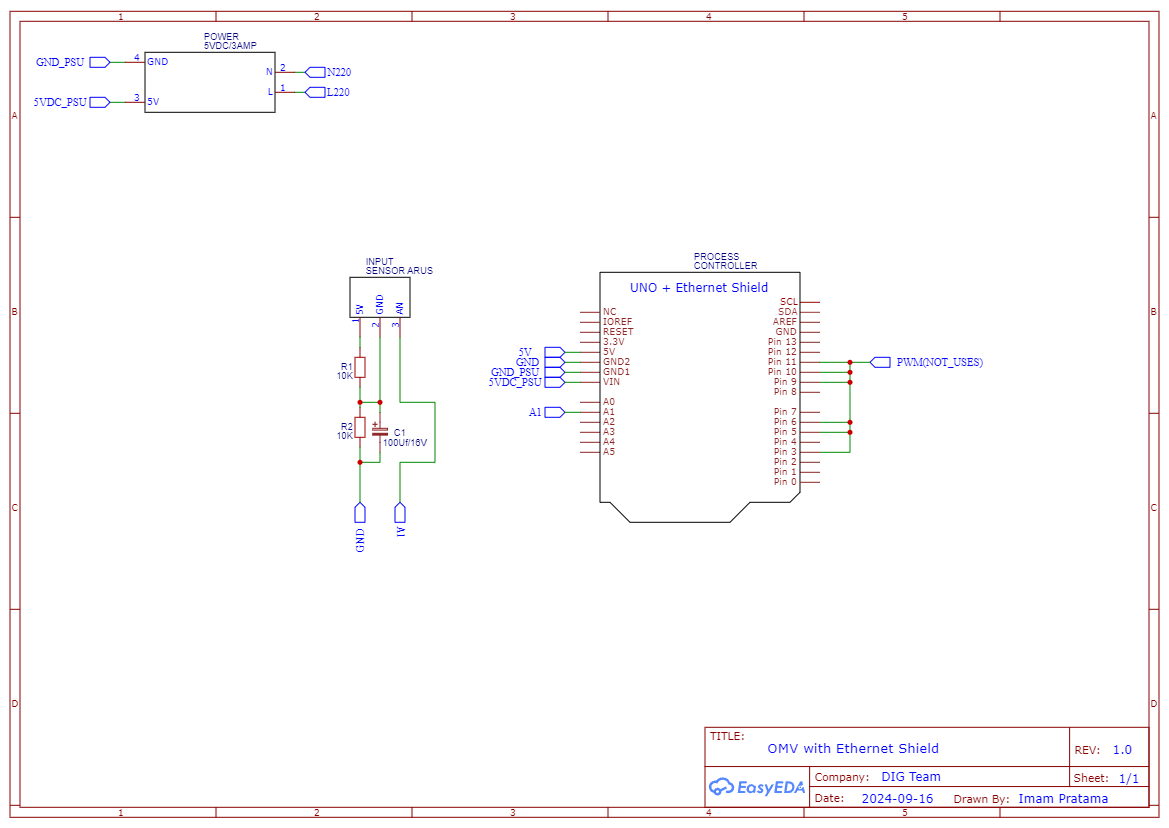 1 2 3 4 5
A A
B B
C C
D D
1 2 3 4 5
POWER
5VDC/3AMP
GND_PSU 4 GND
N 2 N220
L 1 L220
5VDC_PSU 3 5V
INPUT
SENSOR ARUS
5V GND AN
1 2 3
R1
10K
R2
10K
C1
100Uf/16V
GND
A1
PROCESS
CONTROLLER
UNO + Ethernet Shield
NC
IOREF
RESET
3.3V
5V 5V
GND GND2
GND_PSU GND1
5VDC_PSU VIN
A0
A1 A1
A2
A3
A4
A5
SCL
SDA
AREF
GND
Pin 13
Pin 12
Pin 11 PWM(NOT_USES)
Pin 10
Pin 9
Pin 8
Pin 7
Pin 6
Pin 5
Pin 4
Pin 3
Pin 2
Pin 1
Pin 0
TITLE:
OMV with Ethernet Shield
REV: 1.0
EasyEDA
Company: DIG Team
Sheet: 1/1
Date: 2024-09-16 Drawn By: Imam Pratama